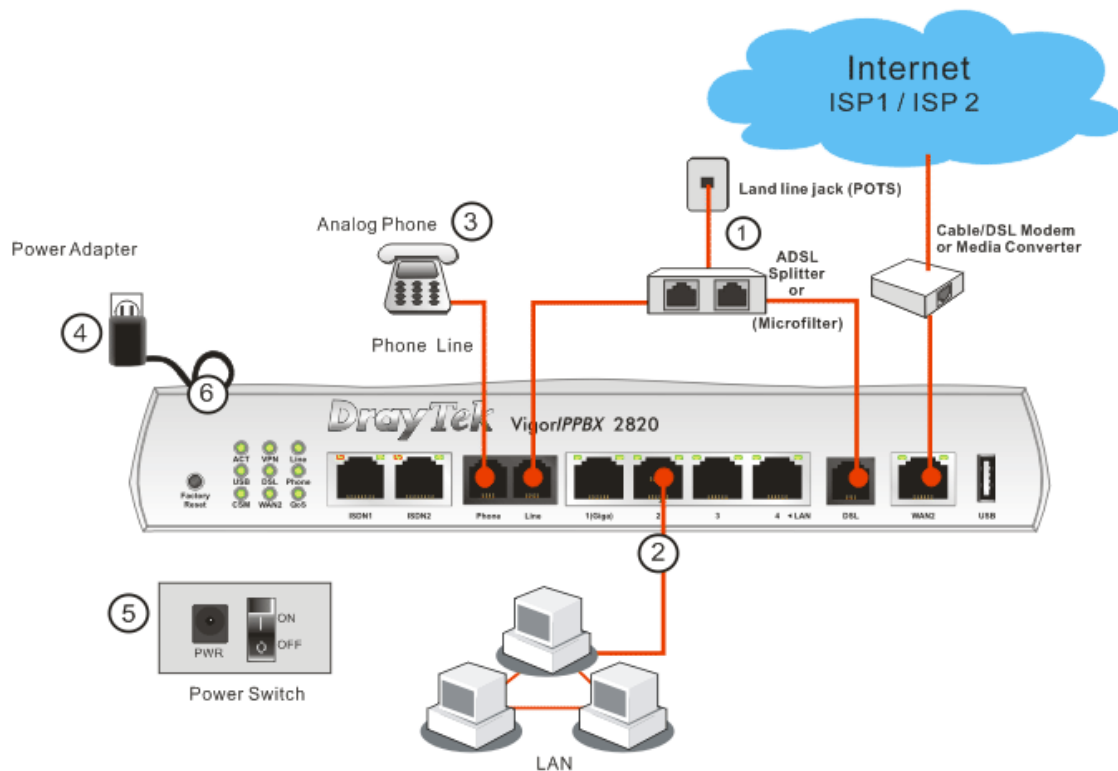 Internet
ISP1 / ISP 2
Land line jack (POTS)
1
Analog Phone
3
Cable/DSL Modem
or Media Converter
Power Adapter
ADSL
Splitter
or
(Microfilter)
4
Phone Line
6
DrayTek VigorIPPBX 2820
ACT VPN Line
USB DSL Phone
CSM WAN2 QoS
Factory
Reset
ISDN1
ISDN2
Phone
Line
1(Giga)
2
3
4 ◄LAN
DSL
WAN2
USB
2
5
ON
OFF
PWR
Power Switch
LAN